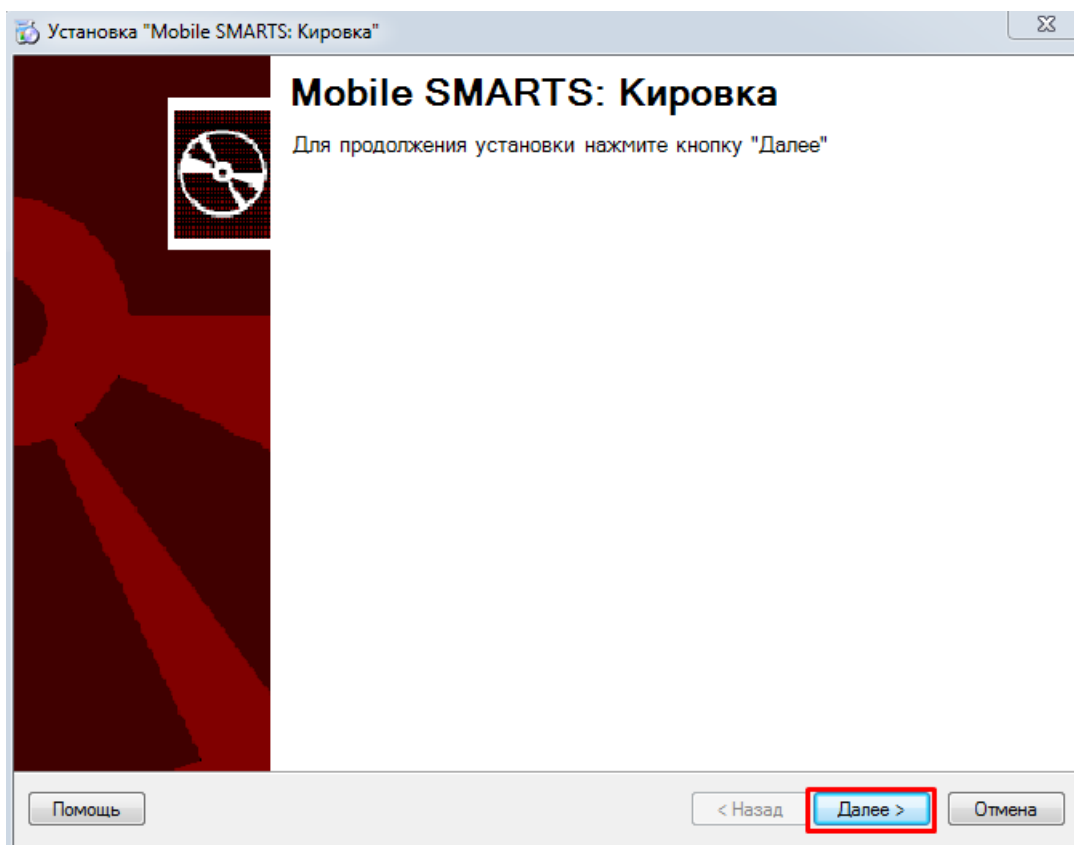 Установка "Mobile SMARTS: Кировка"
Mobile SMARTS: Кировка
Для продолжения установки нажмите кнопку "Далее"
Помощь
< Назад
Далее >
Отмена